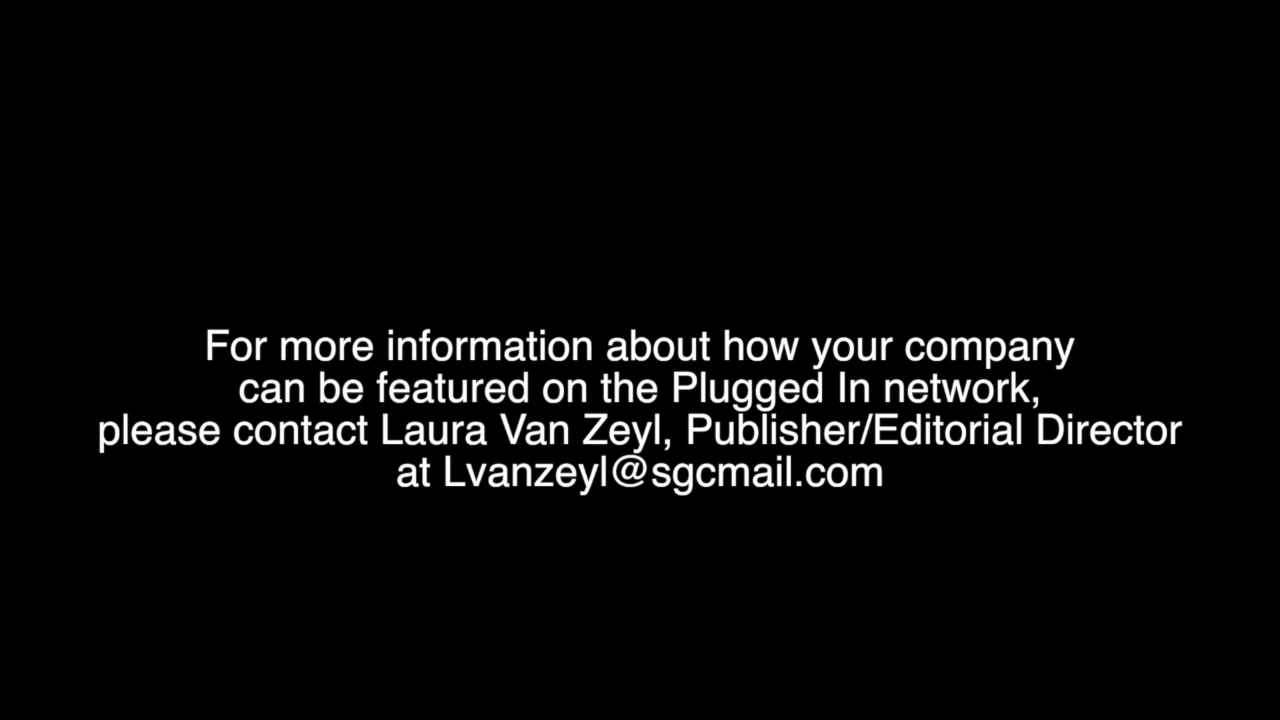 For more information about how your company
can be featured on the Plugged In network,
please contact Laura Van Zeyl, Publisher/Editorial Director
at Lvanzeyl@sgcmail.com